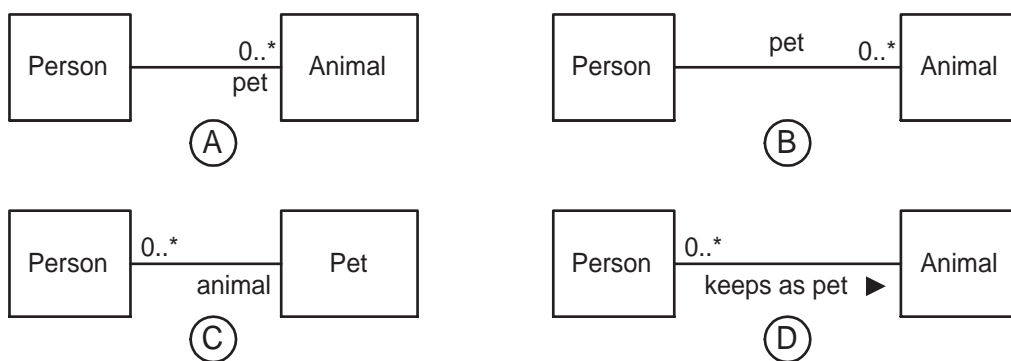 Person 0..* pet Animal
A
Person pet 0..* Animal
B
Person 0..* animal Pet
C
Person 0..* keeps as pet ► Animal
D